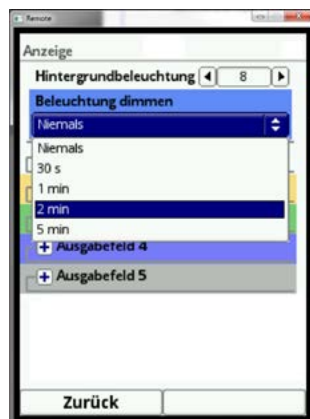 Remote
Anzeige
Hintergrundbeleuchtung 8
Beleuchtung dimmen
Niemals
Niemals
30 s
1 min
2 min
5 min
Ausgabefeld 4
Ausgabefeld 5
Zurück